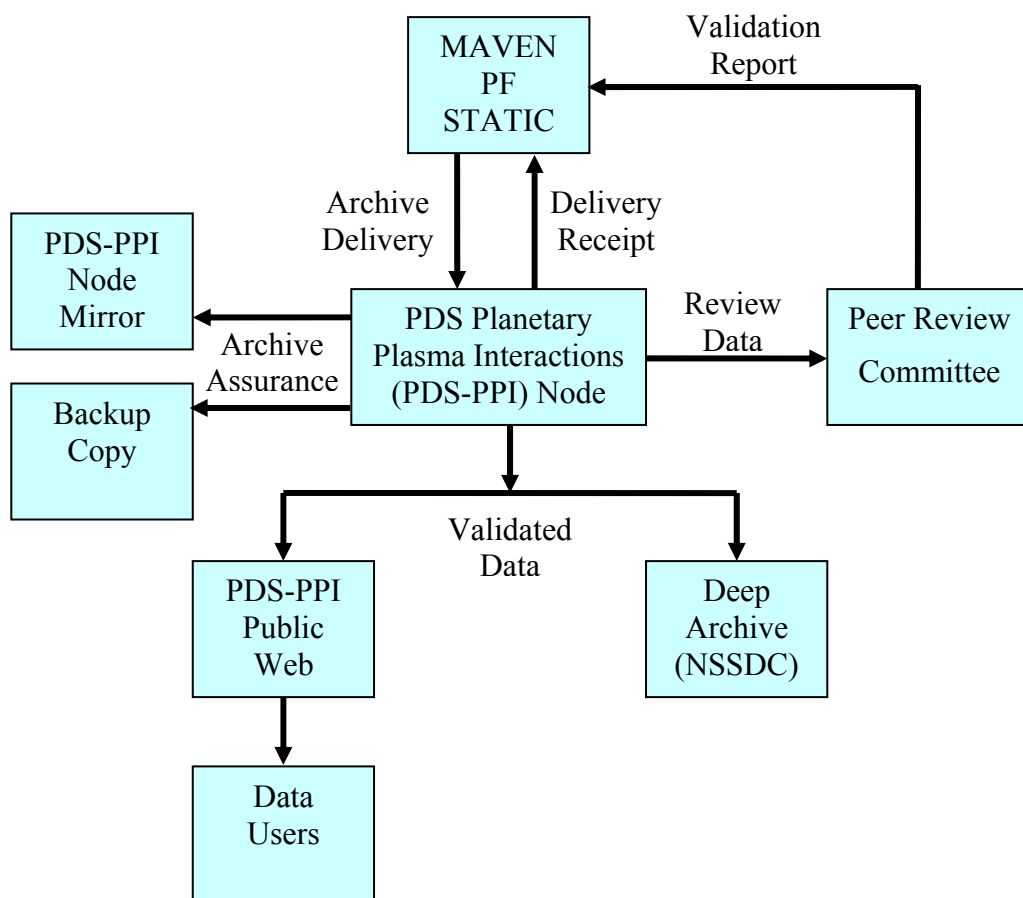 MAVEN
PF
STATIC
Validation
Report
Archive
Delivery
Delivery
Receipt
PDS-PPI
Node
Mirror
PDS Planetary
Plasma Interactions
(PDS-PPI) Node
Review
Data
Peer Review
Committee
Archive
Assurance
Backup
Copy
Validated
Data
PDS-PPI
Public
Web
Deep
Archive
(NSSDC)
Data
Users